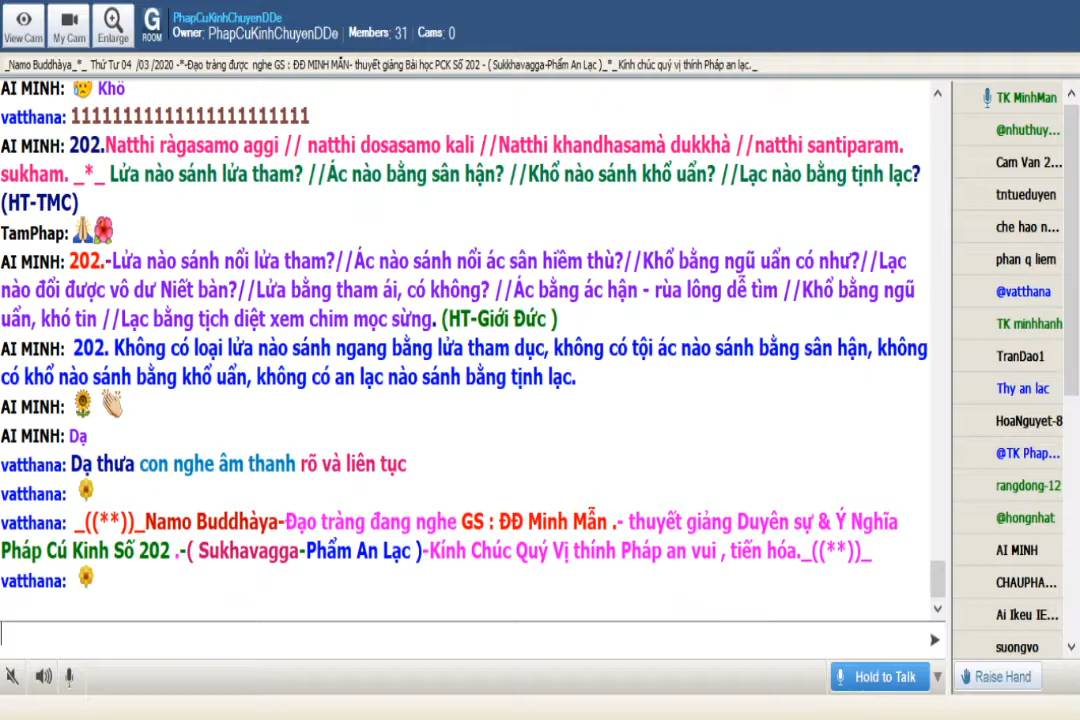 PhapCuKinhChuyenDDe
G
ROOM
Owner: PhapCuKinhChuyenDDe | Members: 31 | Cams: 0
View Cam
My Cam
Enlarge
_Namo Buddhàya_*_ Thứ Tư 04 /03 /2020 -*-Đạo tràng được nghe GS : ĐĐ MINH MẪN- thuyết giảng Bài học PCK Số 202 - ( Sukkhavagga-Phẩm An Lạc )_*_Kính chúc quý vị thính Pháp an lạc._
AI MINH: Khổ
vatthana: 1111111111111111111111
AI MINH: 202.Natthi ràgasamo aggi // natthi dosasamo kali //Natthi khandhasamà dukkhà //natthi santiparam.
sukham. _*_ Lửa nào sánh lửa tham? //Ác nào bằng sân hận? //Khổ nào sánh khổ uẩn? //Lạc nào bằng tịnh lạc?
(HT-TMC)
TamPhap:
AI MINH: 202.-Lửa nào sánh nổi lửa tham?//Ác nào sánh nổi ác sân hiềm thù?//Khổ bằng ngũ uẩn có như?//Lạc
nào đổi được vô dư Niết bàn?//Lửa bằng tham ái, có không? //Ác bằng ác hận - rùa lông dễ tìm //Khổ bằng ngũ
uẩn, khó tin //Lạc bằng tịch diệt xem chim mọc sừng. (HT-Giới Đức )
AI MINH: 202. Không có loại lửa nào sánh ngang bằng lửa tham dục, không có tội ác nào sánh bằng sân hận, không
có khổ nào sánh bằng khổ uẩn, không có an lạc nào sánh bằng tịnh lạc.
AI MINH:
AI MINH: Dạ
vatthana: Dạ thưa con nghe âm thanh rõ và liên tục
vatthana:
vatthana: _((**))_Namo Buddhàya-Đạo tràng đang nghe GS : ĐĐ Minh Mẫn .- thuyết giảng Duyên sự & Ý Nghĩa
Pháp Cú Kinh Số 202 .-( Sukhavagga-Phẩm An Lạc )-Kính Chúc Quý Vị thính Pháp an vui , tiến hóa._((**))_
vatthana:
TK MinhMan
@nhuthuy...
Cam Van 2...
tntueduyen
che hao n...
phan q liem
@vatthana
TK minhhanh
TranDao1
Thy an lac
HoaNguyet-8
@TK Phap...
rangdong-12
@hongnhat
AI MINH
CHAUPHA...
Ai Ikeu IE...
suongvo
Hold to Talk
Raise Hand